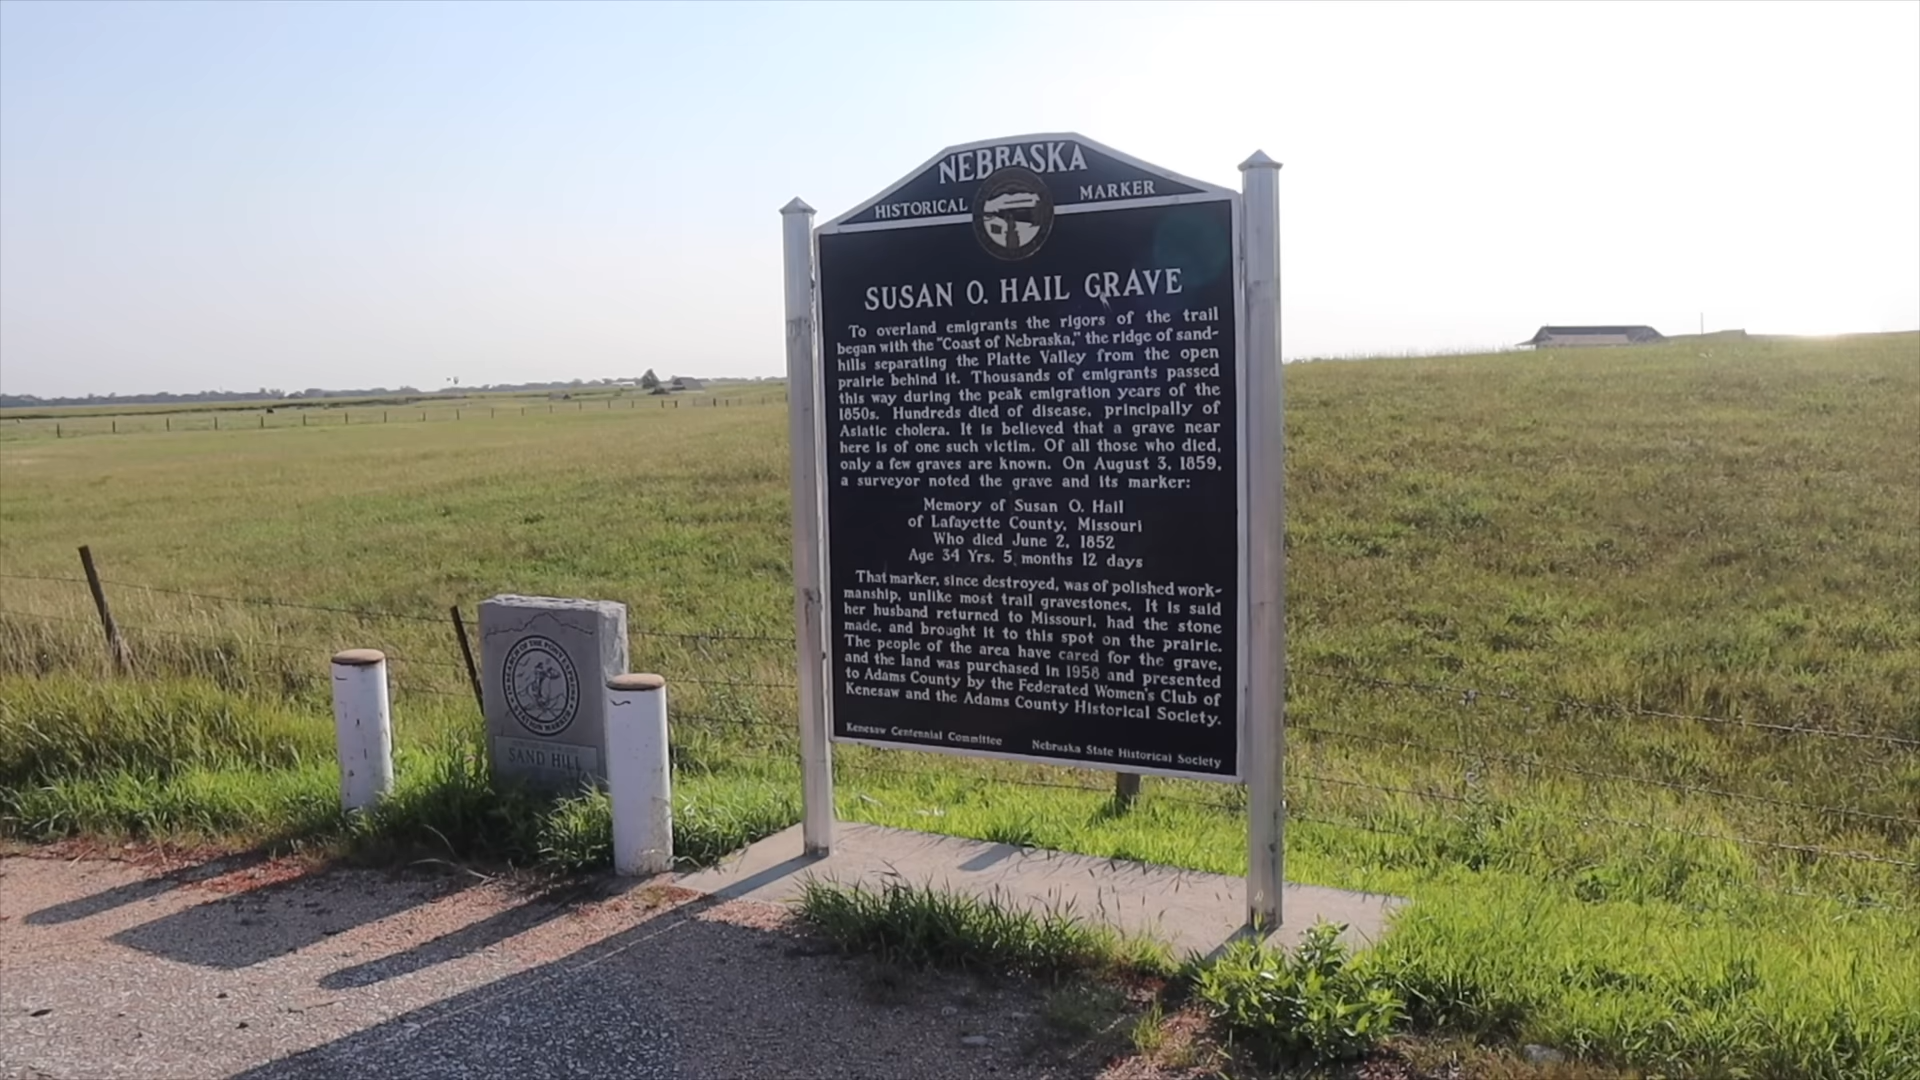 NEBRASKA
HISTORICAL MARKER
SUSAN O. HAIL GRAVE
To overland emigrants the rigors of the trail
began with the "Coast of Nebraska," the ridge of sand-
hills separating the Platte Valley from the open
prairie behind it. Thousands of emigrants passed
this way during the peak emigration years of the
1850s. Hundreds died of disease, principally of
Asiatic cholera. It is believed that a grave near
here is of one such victim. Of all those who died,
only a few graves are known. On August 3, 1859,
a surveyor noted the grave and its marker:
Memory of Susan O. Hail
of Lafayette County, Missouri
Who died June 2, 1852
Age 34 Yrs. 5 months 12 days
That marker, since destroyed, was of polished work-
manship, unlike most trail gravestones. It is said
her husband returned to Missouri, had the stone
made, and brought it to this spot on the prairie.
The people of the area have cared for the grave,
and the land was purchased in 1958 and presented
to Adams County by the Federated Women's Club of
Kenesaw and the Adams County Historical Society.
Kenesaw Centennial Committee Nebraska State Historical Society
OF THE PONY EXPRESS
STATION MARKER
SAND HILL